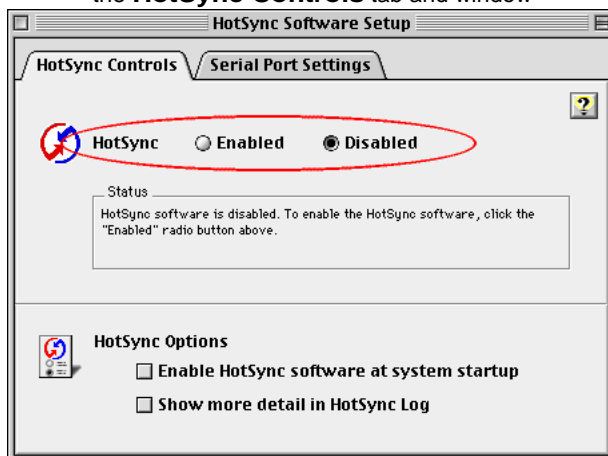 the HotSync Controls tab and window
HotSync Software Setup
HotSync Controls
Serial Port Settings
?
HotSync Enabled Disabled
Status
HotSync software is disabled. To enable the HotSync software, click the
"Enabled" radio button above.
HotSync Options
Enable HotSync software at system startup
Show more detail in HotSync Log